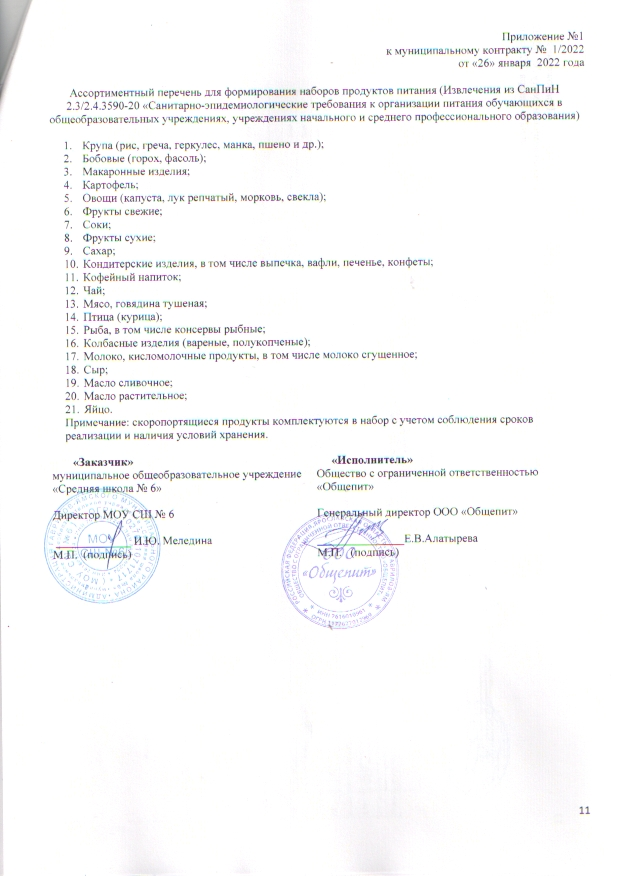 Приложение №1
к муниципальному контракту № 1/2022
от «26» января 2022 года
Ассортиментный перечень для формирования наборов продуктов питания (Извлечения из СанПиН
2.3/2.4.3590-20 «Санитарно-эпидемиологические требования к организации питания обучающихся в
общеобразовательных учреждениях, учреждениях начального и среднего профессионального образования)
1. Крупа (рис, греча, геркулес, манка, пшено и др.);
2. Бобовые (горох, фасоль);
3. Макаронные изделия;
4. Картофель;
5. Овощи (капуста, лук репчатый, морковь, свекла);
6. Фрукты свежие;
7. Соки;
8. Фрукты сухие;
9. Сахар;
10. Кондитерские изделия, в том числе выпечка, вафли, печенье, конфеты;
11. Кофейный напиток;
12. Чай;
13. Мясо, говядина тушеная;
14. Птица (курица);
15. Рыба, в том числе консервы рыбные;
16. Колбасные изделия (вареные, полукопченые);
17. Молоко, кисломолочные продукты, в том числе молоко сгущенное;
18. Сыр;
19. Масло сливочное;
20. Масло растительное;
21. Яйцо.
Примечание: скоропортящиеся продукты комплектуются в набор с учетом соблюдения сроков
реализации и наличия условий хранения.
«Заказчик»
муниципальное общеобразовательное учреждение
«Средняя школа № 6»
Директор МОУ СШ № 6
И.Ю. Меледина
М.П. (подпись)
МОУ
«Исполнитель»
Общество с ограниченной ответственностью
«Общепит»
Генеральный директор ООО «Общепит»
Е.В.Алатырева
М.П. (подпись)
«Общепит»
11